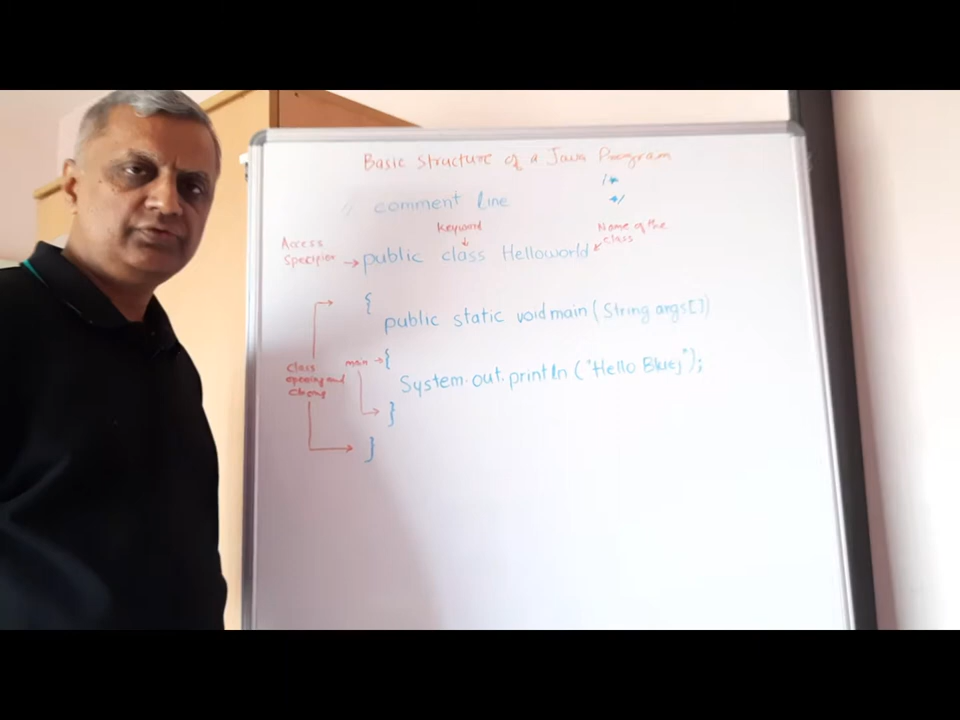 Basic Structure of a Java Program
/*
// comment line
*/
Keyword
Name of the
class
Access
Specifier → public class Helloworld
{
public static void main (String args[])
class
opening and
closing
main → {
System.out.println ("Hello Bluej");
}
}